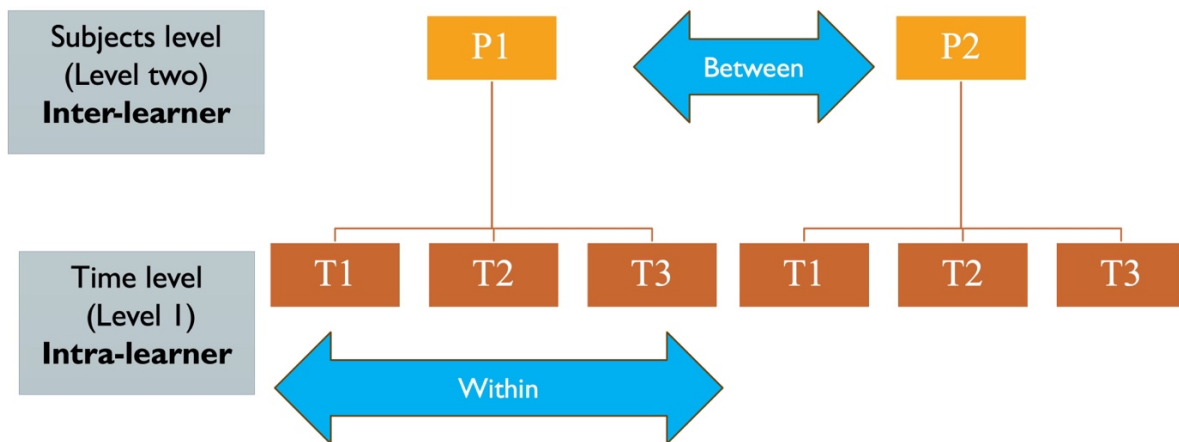 Subjects level
(Level two)
Inter-learner
P1
Between
P2
Time level
(Level 1)
Intra-learner
T1
T2
T3
T1
T2
T3
Within